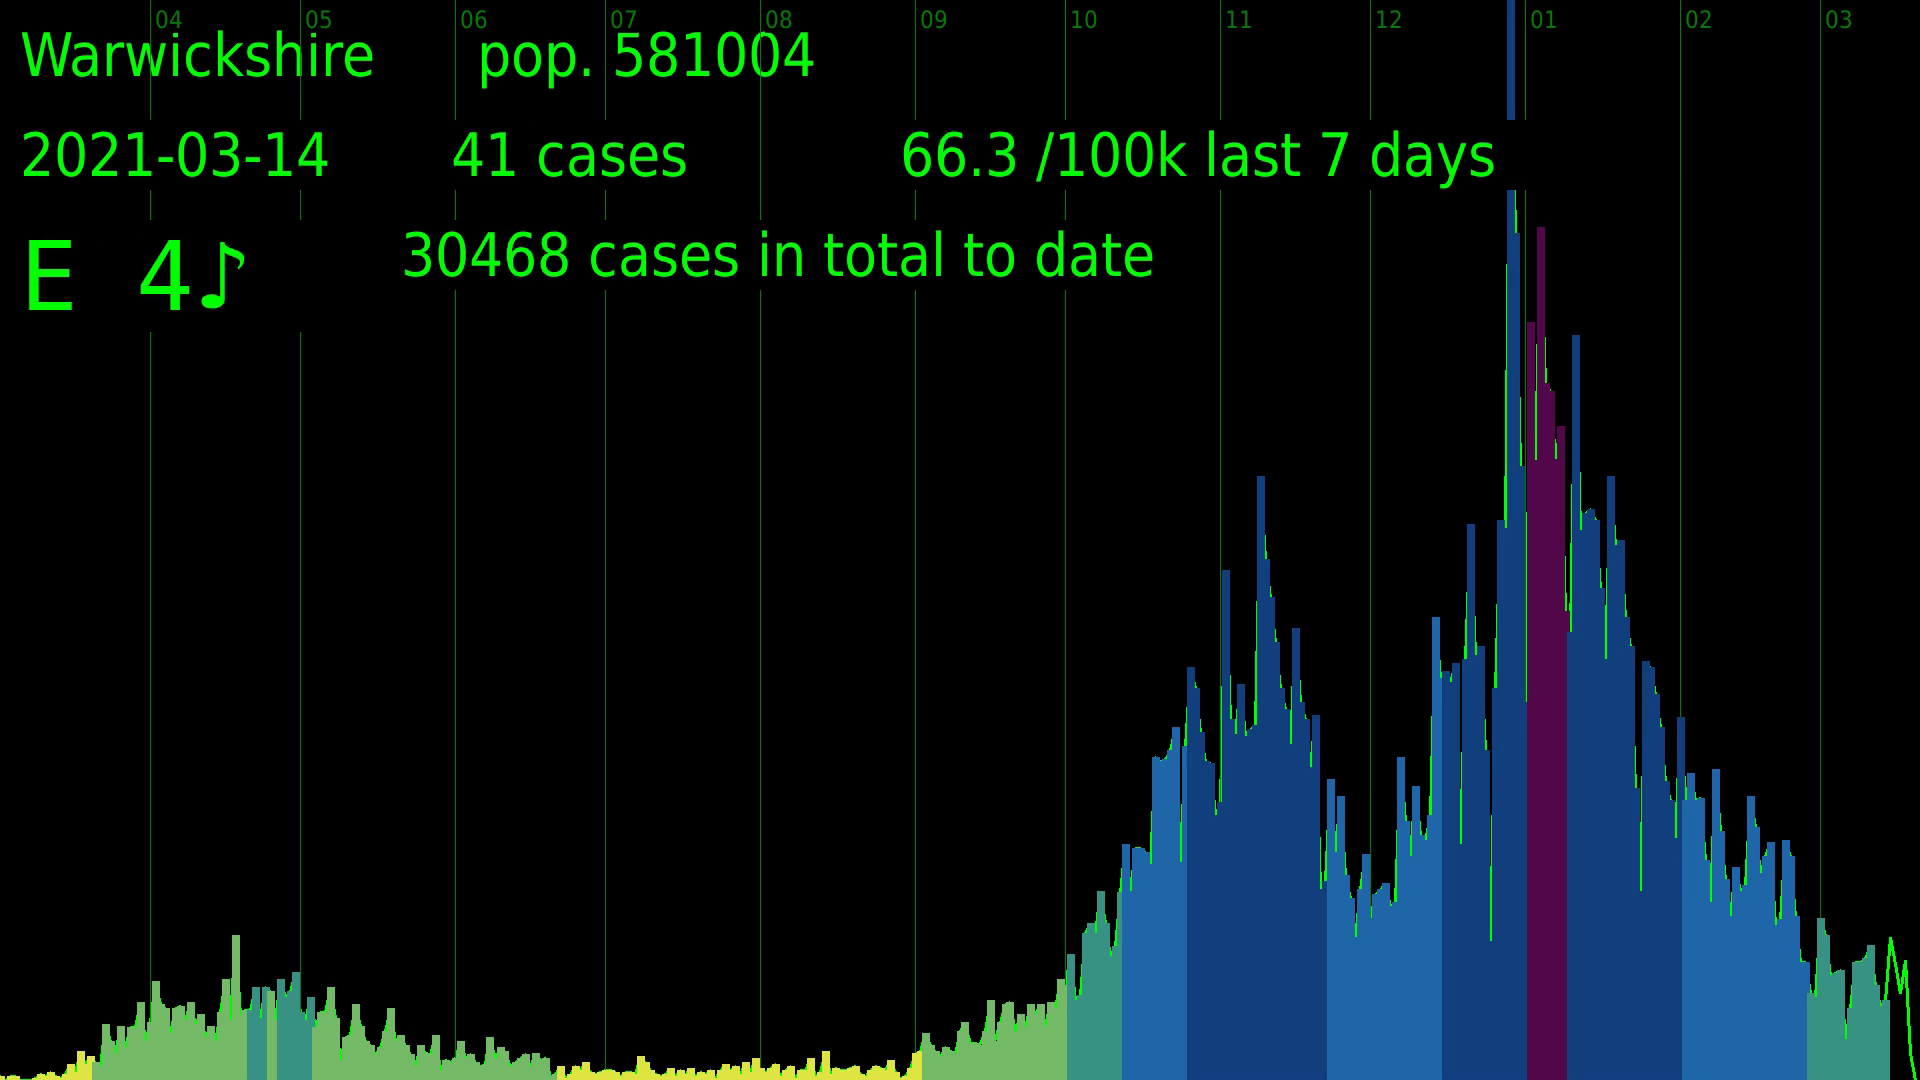 04 05 06 07 08 09 10 11 12 01 02 03
Warwickshire pop. 581004
2021-03-14 41 cases 66.3 /100k last 7 days
E 4♪ 30468 cases in total to date